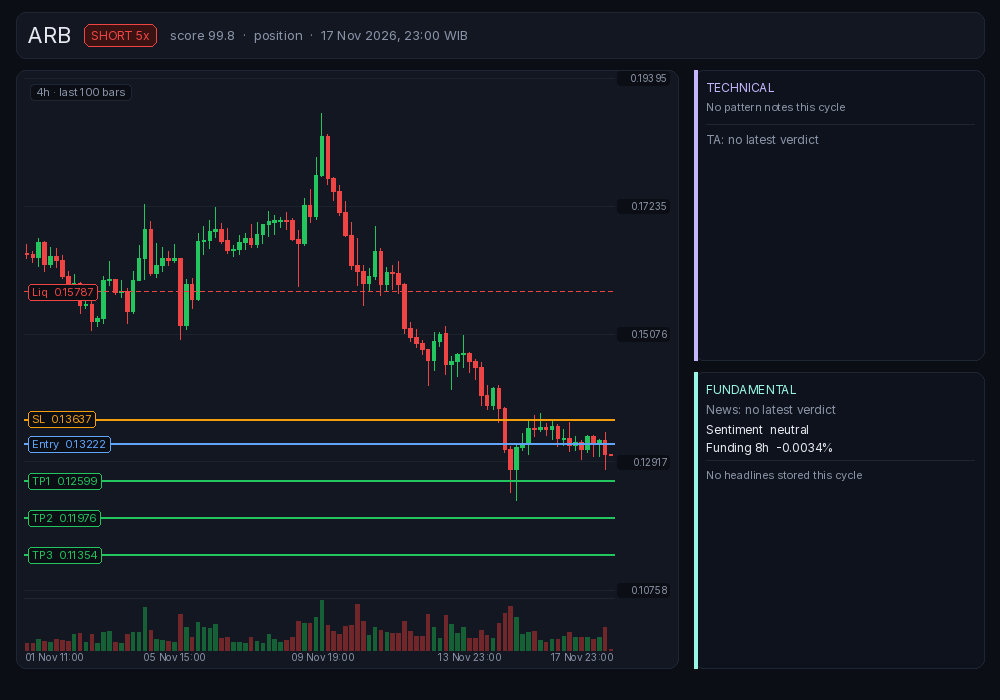 ARB SHORT 5x score 99.8 · position · 17 Nov 2026, 23:00 WIB
4h · last 100 bars
0.19395
0.17235
Liq 0.15787
0.15076
SL 0.13637
Entry 0.13222
0.12917
TP1 0.12599
TP2 0.11976
TP3 0.11354
0.10758
01 Nov 11:00 05 Nov 15:00 09 Nov 19:00 13 Nov 23:00 17 Nov 23:00
TECHNICAL
No pattern notes this cycle
TA: no latest verdict
FUNDAMENTAL
News: no latest verdict
Sentiment neutral
Funding 8h -0.0034%
No headlines stored this cycle